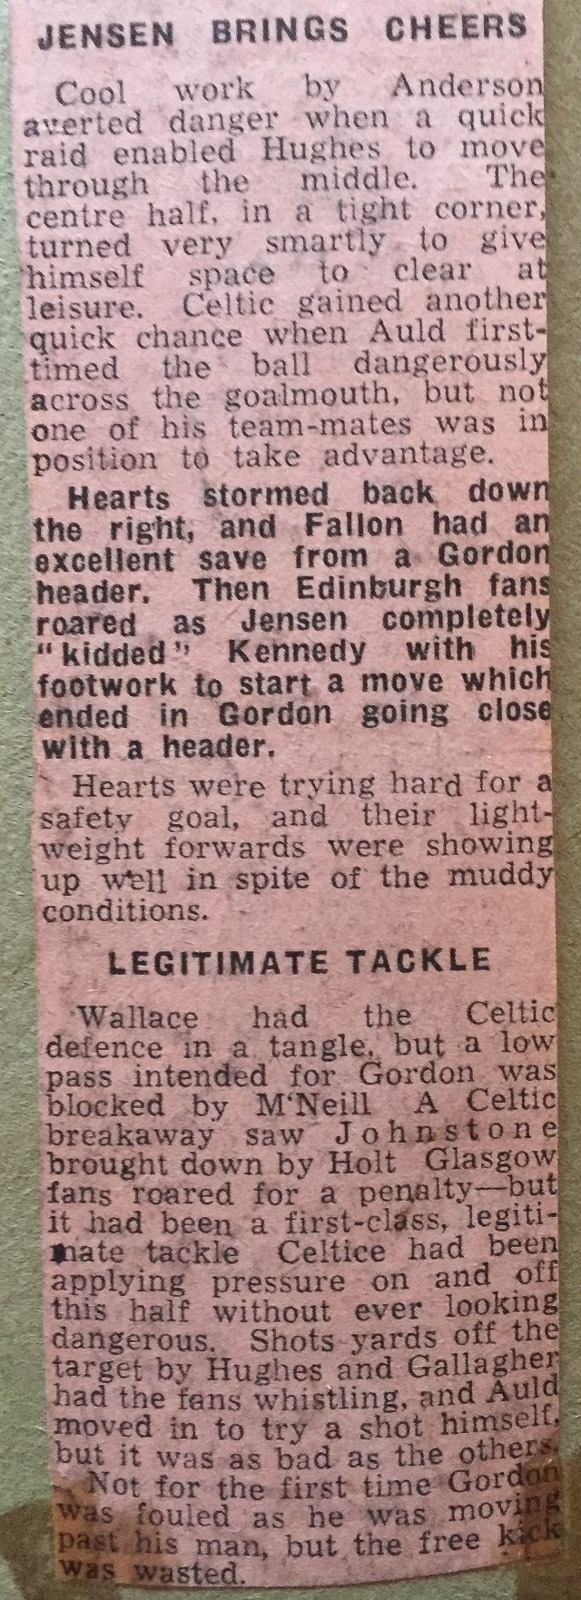 JENSEN BRINGS CHEERS
Cool work by Anderson
averted danger when a quick
raid enabled Hughes to move
through the middle. The
centre half, in a tight corner,
turned very smartly to give
himself space to clear at
leisure. Celtic gained another
quick chance when Auld first-
timed the ball dangerously
across the goalmouth, but not
one of his team-mates was in
position to take advantage.
Hearts stormed back down
the right, and Fallon had an
excellent save from a Gordon
header. Then Edinburgh fans
roared as Jensen completely
"kidded" Kennedy with his
footwork to start a move which
ended in Gordon going close
with a header.
Hearts were trying hard for a
safety goal, and their light-
weight forwards were showing
up well in spite of the muddy
conditions.
LEGITIMATE TACKLE
Wallace had the Celtic
defence in a tangle, but a low
pass intended for Gordon was
blocked by M'Neill A Celtic
breakaway saw Johnstone
brought down by Holt Glasgow
fans roared for a penalty—but
it had been a first-class, legiti-
mate tackle Celtice had been
applying pressure on and off
this half without ever looking
dangerous. Shots yards off the
target by Hughes and Gallagher
had the fans whistling, and Auld
moved in to try a shot himself,
but it was as bad as the others.
Not for the first time Gordon
was fouled as he was moving
past his man, but the free kick
was wasted.